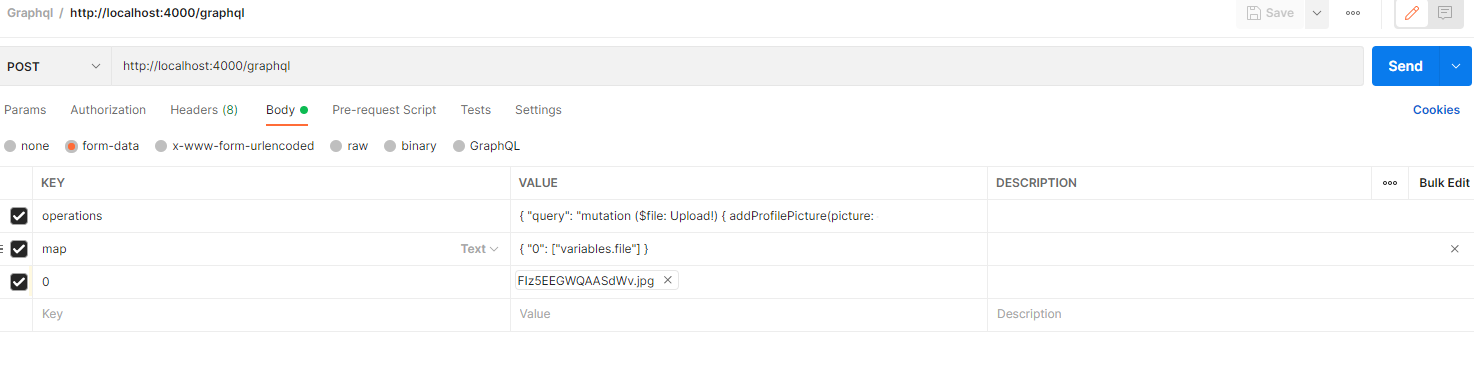 Graphql / http://localhost:4000/graphql
Save
POST http://localhost:4000/graphql Send
Params Authorization Headers (8) Body Pre-request Script Tests Settings Cookies
none form-data x-www-form-urlencoded raw binary GraphQL
KEY VALUE DESCRIPTION Bulk Edit
operations { "query": "mutation ($file: Upload!) { addProfilePicture(picture:
map Text { "0": ["variables.file"] }
0 FIz5EEGWQAASdWv.jpg
Key Value Description